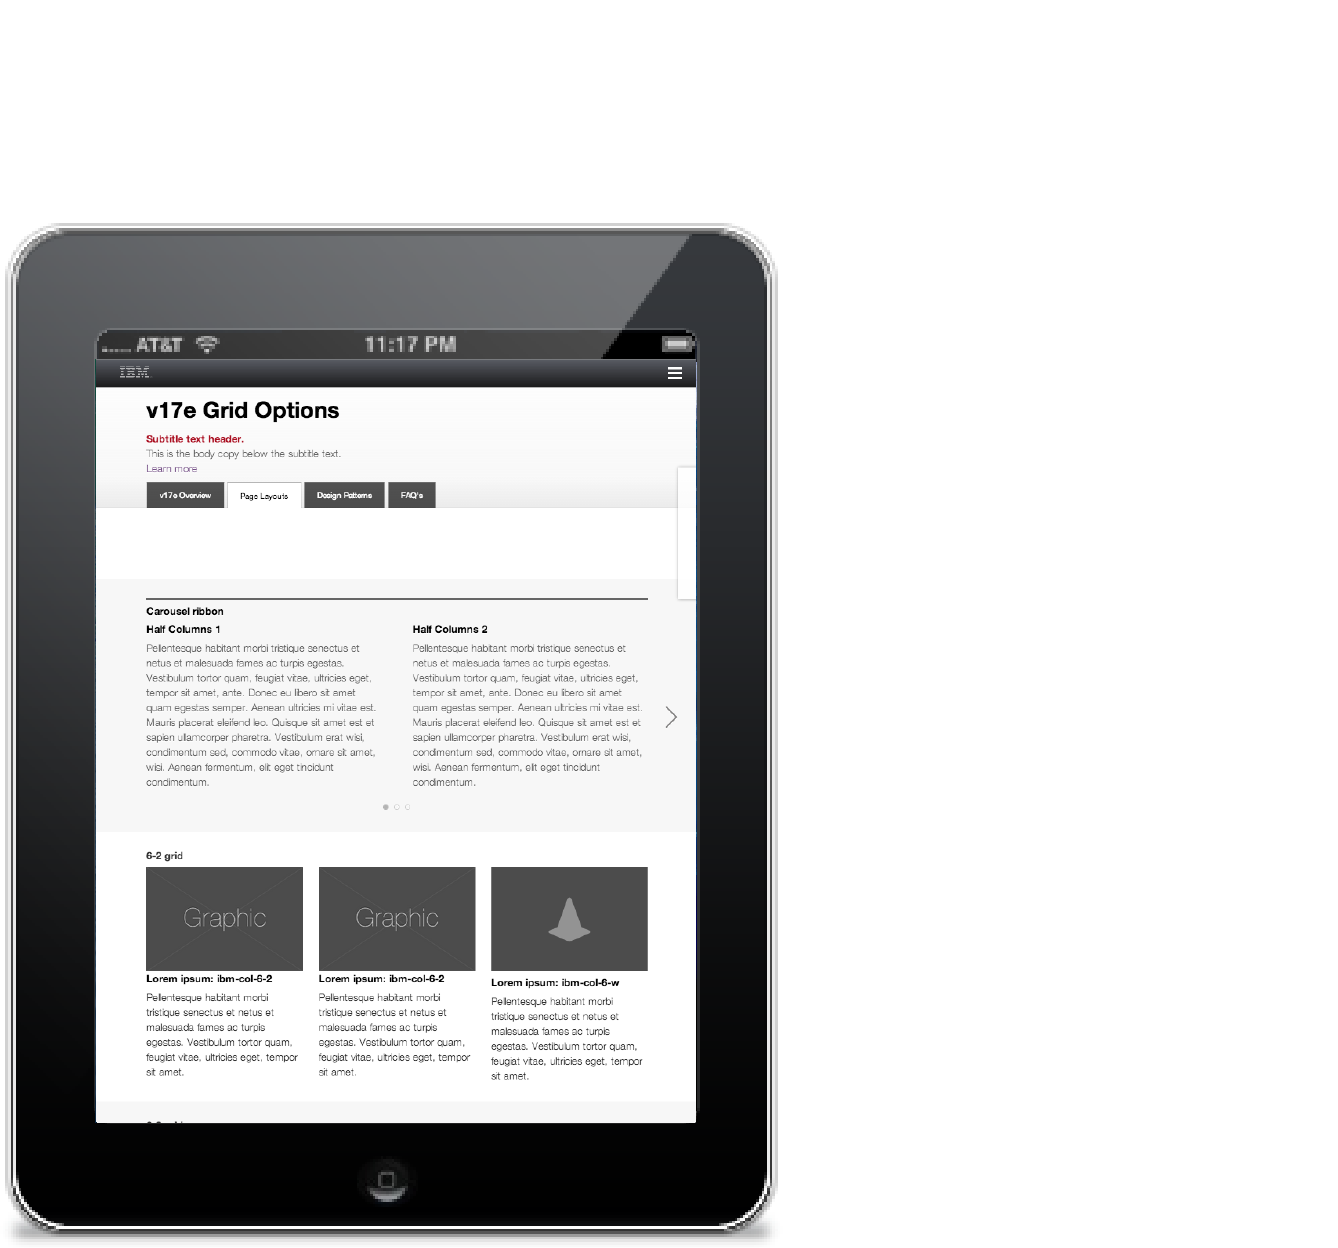 AT&T
11:17 PM
IBM
v17e Grid Options
Subtitle text header.
This is the body copy below the subtitle text.
Learn more
v17e Overview
Page Layouts
Design Patterns
FAQ's
Carousel ribbon
Half Columns 1
Pellentesque habitant morbi tristique senectus et
netus et malesuada fames ac turpis egestas.
Vestibulum tortor quam, feugiat vitae, ultricies eget,
tempor sit amet, ante. Donec eu libero sit amet
quam egestas semper. Aenean ultricies mi vitae est.
Mauris placerat eleifend leo. Quisque sit amet est et
sapien ullamcorper pharetra. Vestibulum erat wisi,
condimentum sed, commodo vitae, ornare sit amet,
wisi. Aenean fermentum, elit eget tincidunt
condimentum.
Half Columns 2
Pellentesque habitant morbi tristique senectus et
netus et malesuada fames ac turpis egestas.
Vestibulum tortor quam, feugiat vitae, ultricies eget,
tempor sit amet, ante. Donec eu libero sit amet
quam egestas semper. Aenean ultricies mi vitae est.
Mauris placerat eleifend leo. Quisque sit amet est et
sapien ullamcorper pharetra. Vestibulum erat wisi,
condimentum sed, commodo vitae, ornare sit amet,
wisi. Aenean fermentum, elit eget tincidunt
condimentum.
6-2 grid
Graphic
Lorem ipsum: ibm-col-6-2
Pellentesque habitant morbi
tristique senectus et netus et
malesuada fames ac turpis
egestas. Vestibulum tortor quam,
feugiat vitae, ultricies eget, tempor
sit amet.
Graphic
Lorem ipsum: ibm-col-6-2
Pellentesque habitant morbi
tristique senectus et netus et
malesuada fames ac turpis
egestas. Vestibulum tortor quam,
feugiat vitae, ultricies eget, tempor
sit amet.
Lorem ipsum: ibm-col-6-w
Pellentesque habitant morbi
tristique senectus et netus et
malesuada fames ac turpis
egestas. Vestibulum tortor quam,
feugiat vitae, ultricies eget, tempor
sit amet.